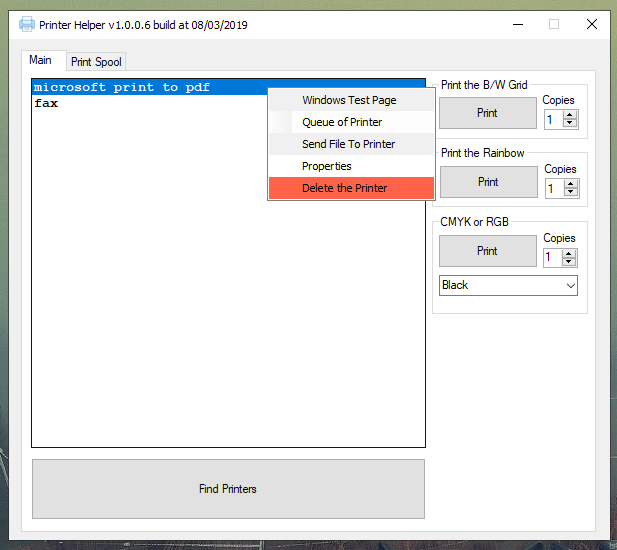 Printer Helper v1.0.0.6 build at 08/03/2019
Main
Print Spool
microsoft print to pdf
fax
Windows Test Page
Queue of Printer
Send File To Printer
Properties
Delete the Printer
Print the B/W Grid
Copies
Print
1
Print the Rainbow
Copies
Print
1
CMYK or RGB
Copies
Print
1
Black
Find Printers